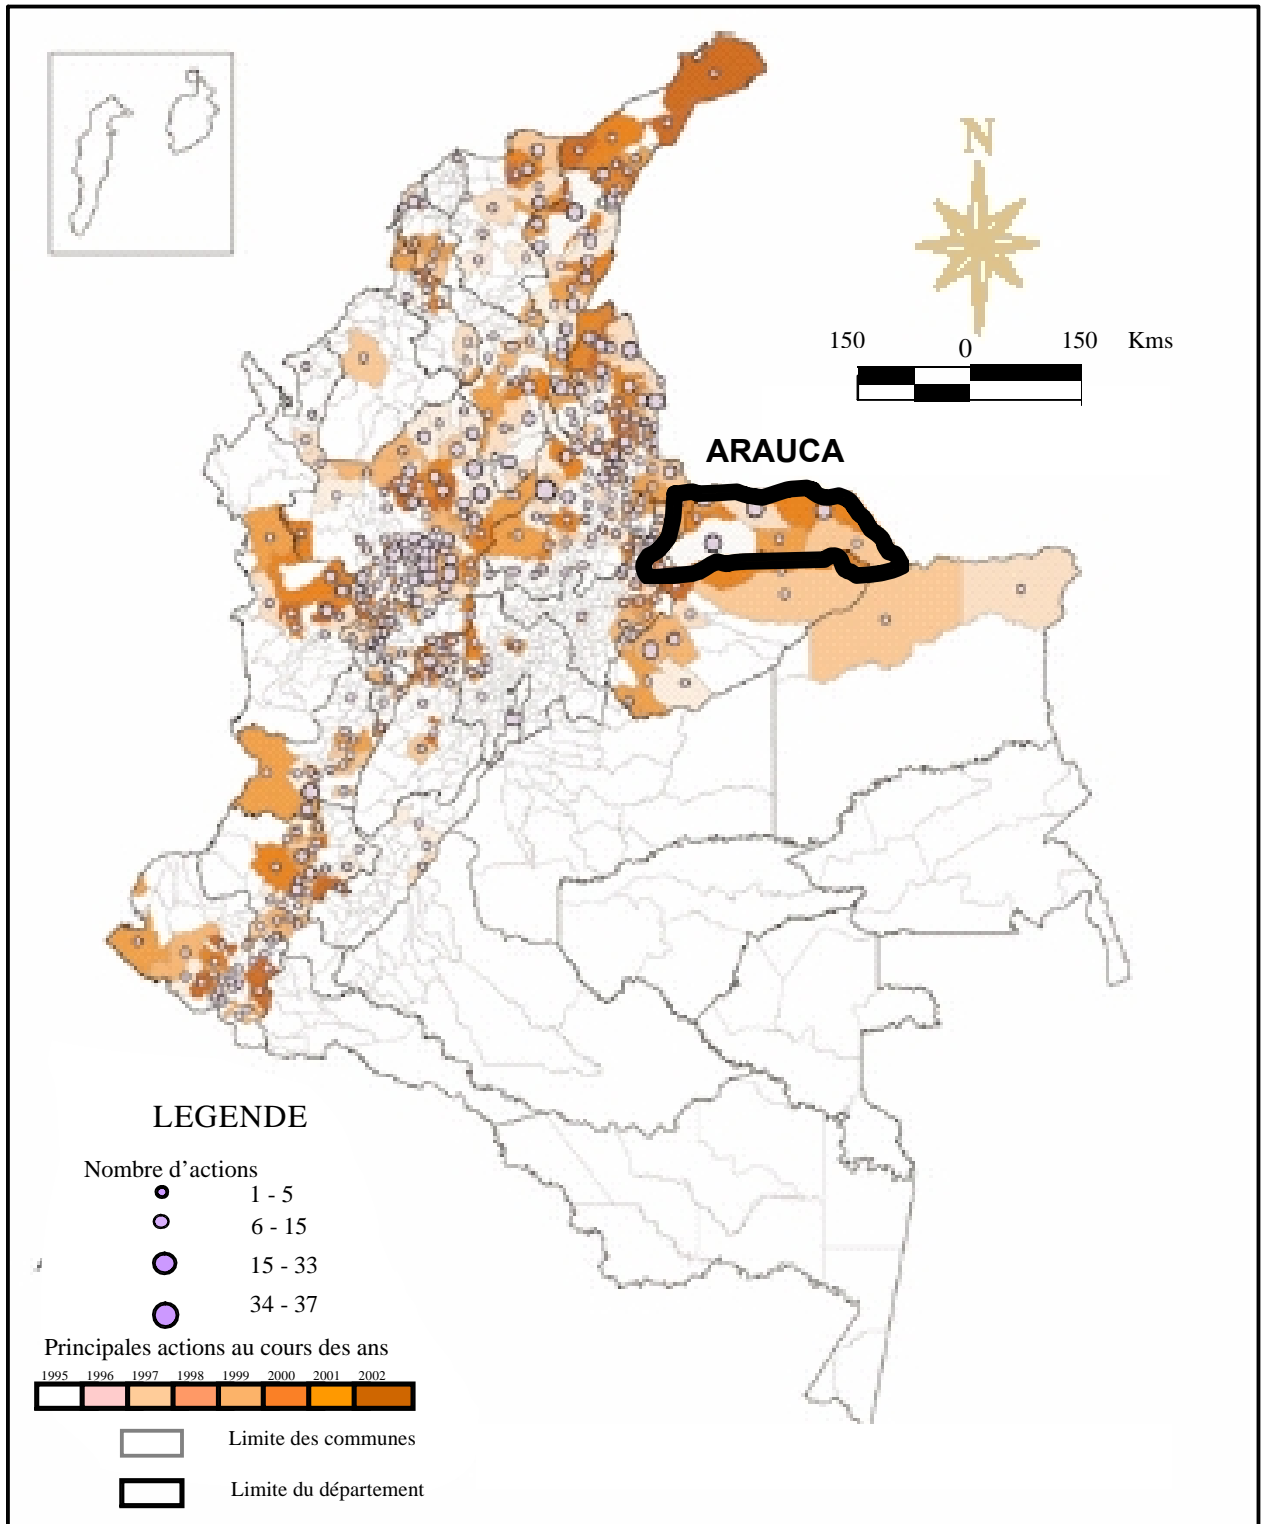 N
150 0 150 Kms
ARAUCA
LEGENDE
Nombre d’actions
1 - 5
6 - 15
15 - 33
34 - 37
Principales actions au cours des ans
1995 1996 1997 1998 1999 2000 2001 2002
Limite des communes
Limite du département